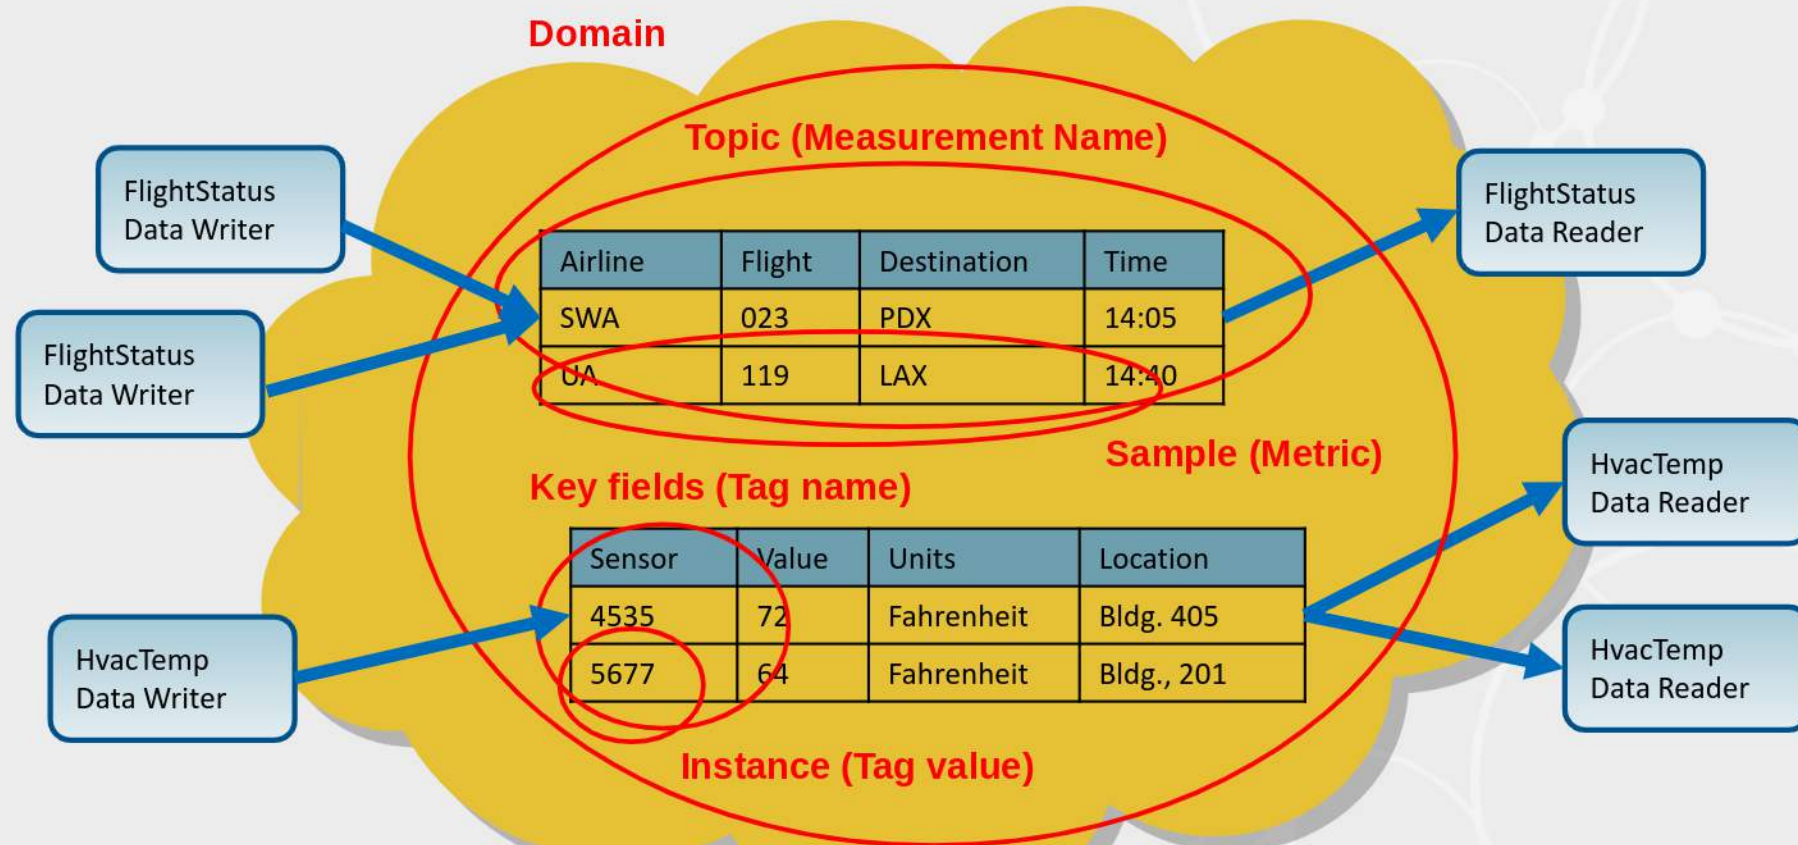 Domain
Topic (Measurement Name)
FlightStatus
Data Writer
FlightStatus
Data Reader
Airline Flight Destination Time
SWA 023 PDX 14:05
UA 119 LAX 14:40
FlightStatus
Data Writer
Sample (Metric)
Key fields (Tag name)
HvacTemp
Data Reader
Sensor Value Units Location
4535 72 Fahrenheit Bldg. 405
5677 64 Fahrenheit Bldg., 201
HvacTemp
Data Writer
HvacTemp
Data Reader
Instance (Tag value)